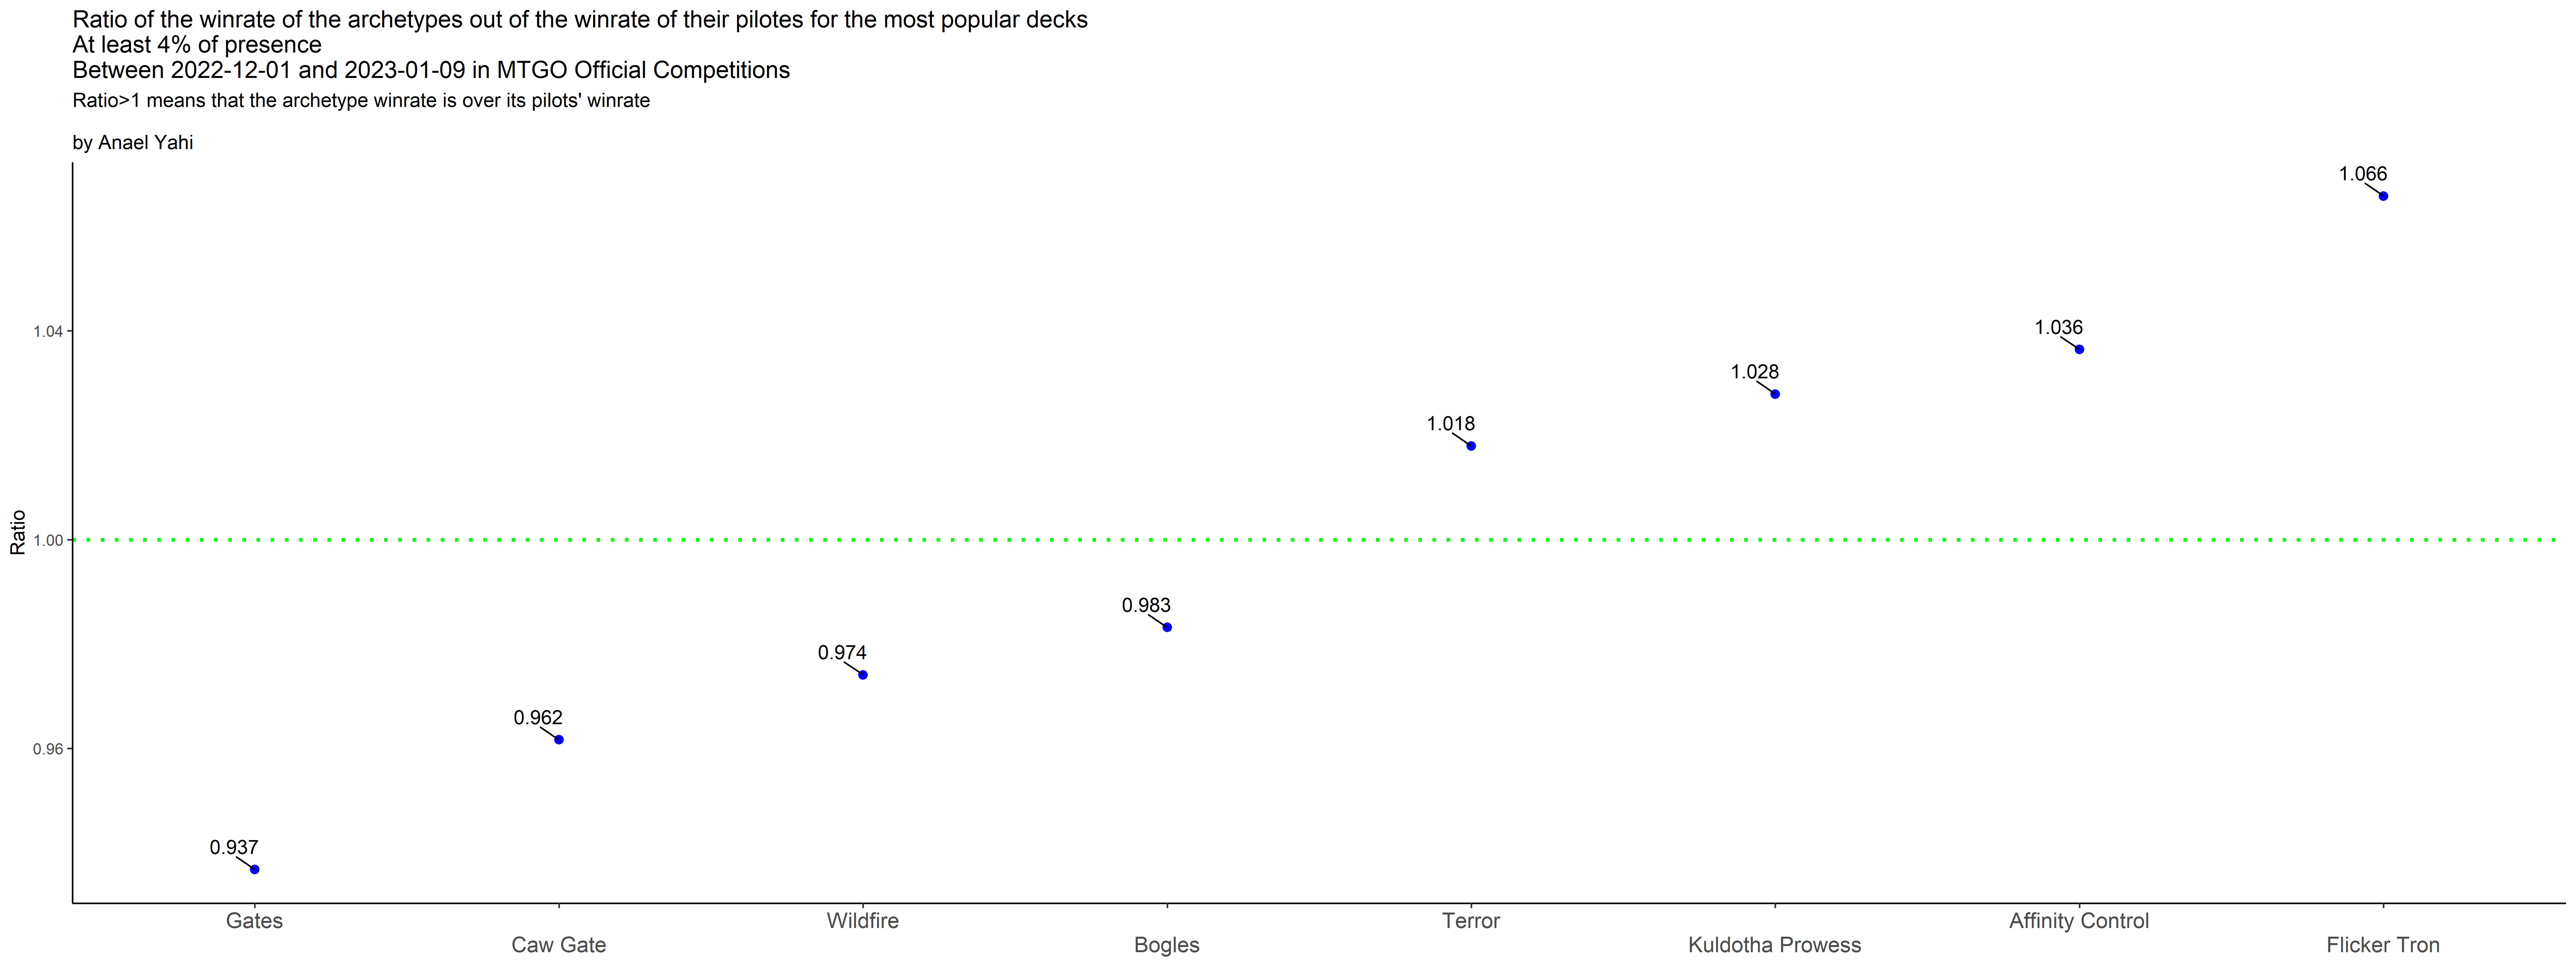 Ratio of the winrate of the archetypes out of the winrate of their pilotes for the most popular decks
At least 4% of presence
Between 2022-12-01 and 2023-01-09 in MTGO Official Competitions
Ratio>1 means that the archetype winrate is over its pilots' winrate
by Anael Yahi
1.066
1.04
1.036
1.028
1.018
Ratio
1.00
0.983
0.974
0.962
0.96
0.937
Gates
Caw Gate
Wildfire
Bogles
Terror
Kuldotha Prowess
Affinity Control
Flicker Tron